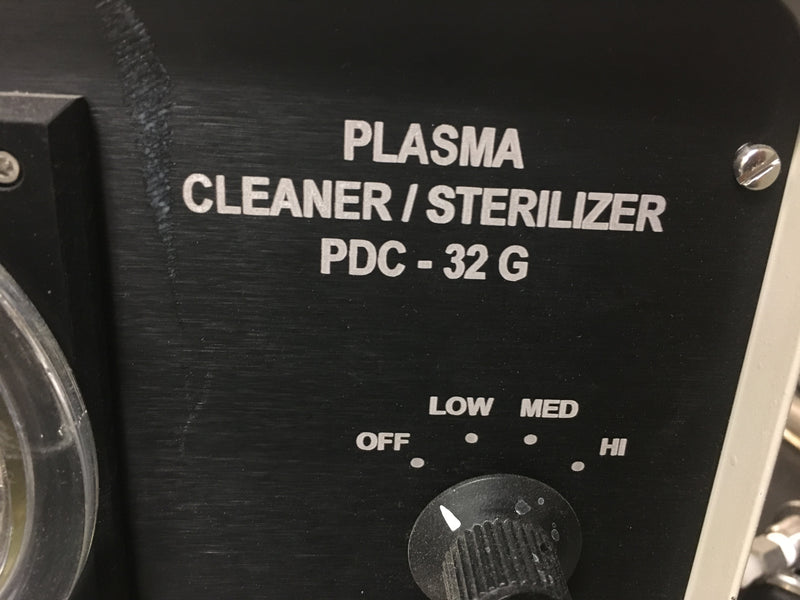 PLASMA
CLEANER / STERILIZER
PDC - 32 G
LOW MED
OFF HI